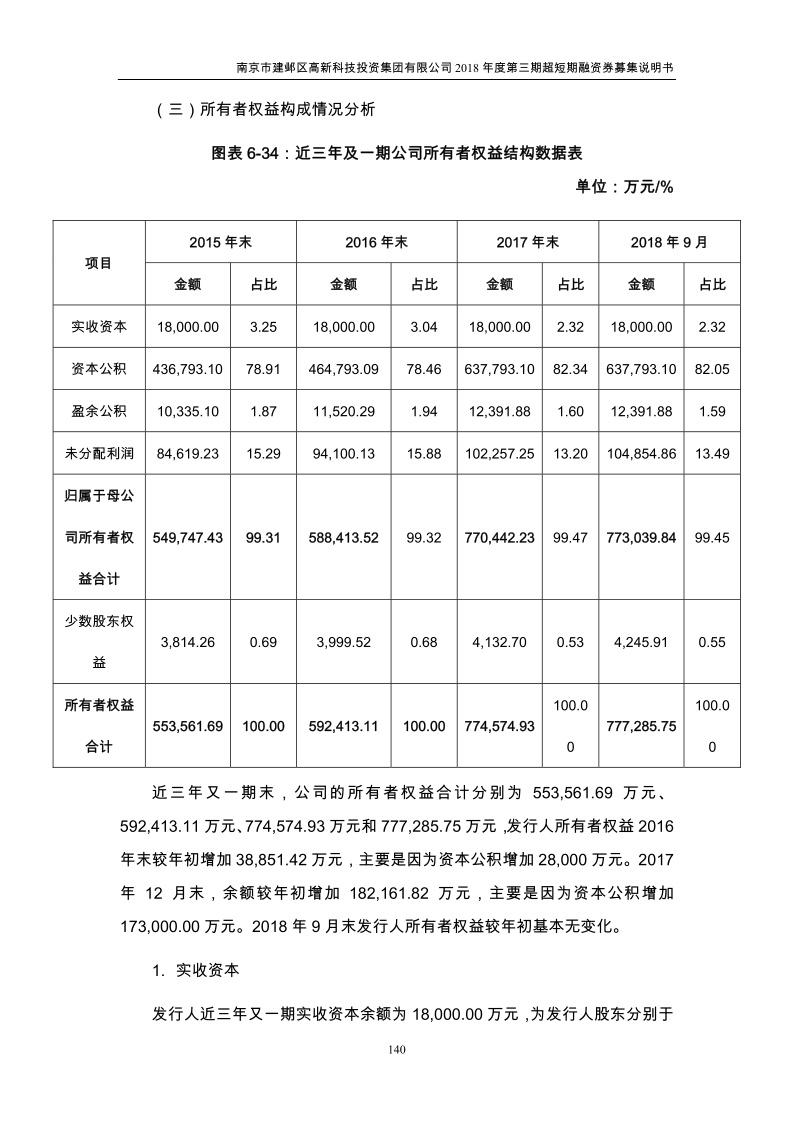 南京市建邺区高新科技投资集团有限公司 2018 年度第三期超短期融资券募集说明书
（三）所有者权益构成情况分析
图表 6-34：近三年及一期公司所有者权益结构数据表
单位：万元/%
项目 2015 年末 2016 年末 2017 年末 2018 年 9 月
金额 占比 金额 占比 金额 占比 金额 占比
实收资本 18,000.00 3.25 18,000.00 3.04 18,000.00 2.32 18,000.00 2.32
资本公积 436,793.10 78.91 464,793.09 78.46 637,793.10 82.34 637,793.10 82.05
盈余公积 10,335.10 1.87 11,520.29 1.94 12,391.88 1.60 12,391.88 1.59
未分配利润 84,619.23 15.29 94,100.13 15.88 102,257.25 13.20 104,854.86 13.49
归属于母公
司所有者权 549,747.43 99.31 588,413.52 99.32 770,442.23 99.47 773,039.84 99.45
益合计
少数股东权
益 3,814.26 0.69 3,999.52 0.68 4,132.70 0.53 4,245.91 0.55
所有者权益
合计 553,561.69 100.00 592,413.11 100.00 774,574.93 100.0
0 777,285.75 100.0
0
近三年又一期末，公司的所有者权益合计分别为 553,561.69 万元、
592,413.11 万元、774,574.93 万元和 777,285.75 万元，发行人所有者权益 2016
年末较年初增加 38,851.42 万元，主要是因为资本公积增加 28,000 万元。2017
年 12 月末，余额较年初增加 182,161.82 万元，主要是因为资本公积增加
173,000.00 万元。2018 年 9 月末发行人所有者权益较年初基本无变化。
1. 实收资本
发行人近三年又一期实收资本余额为 18,000.00 万元，为发行人股东分别于
140